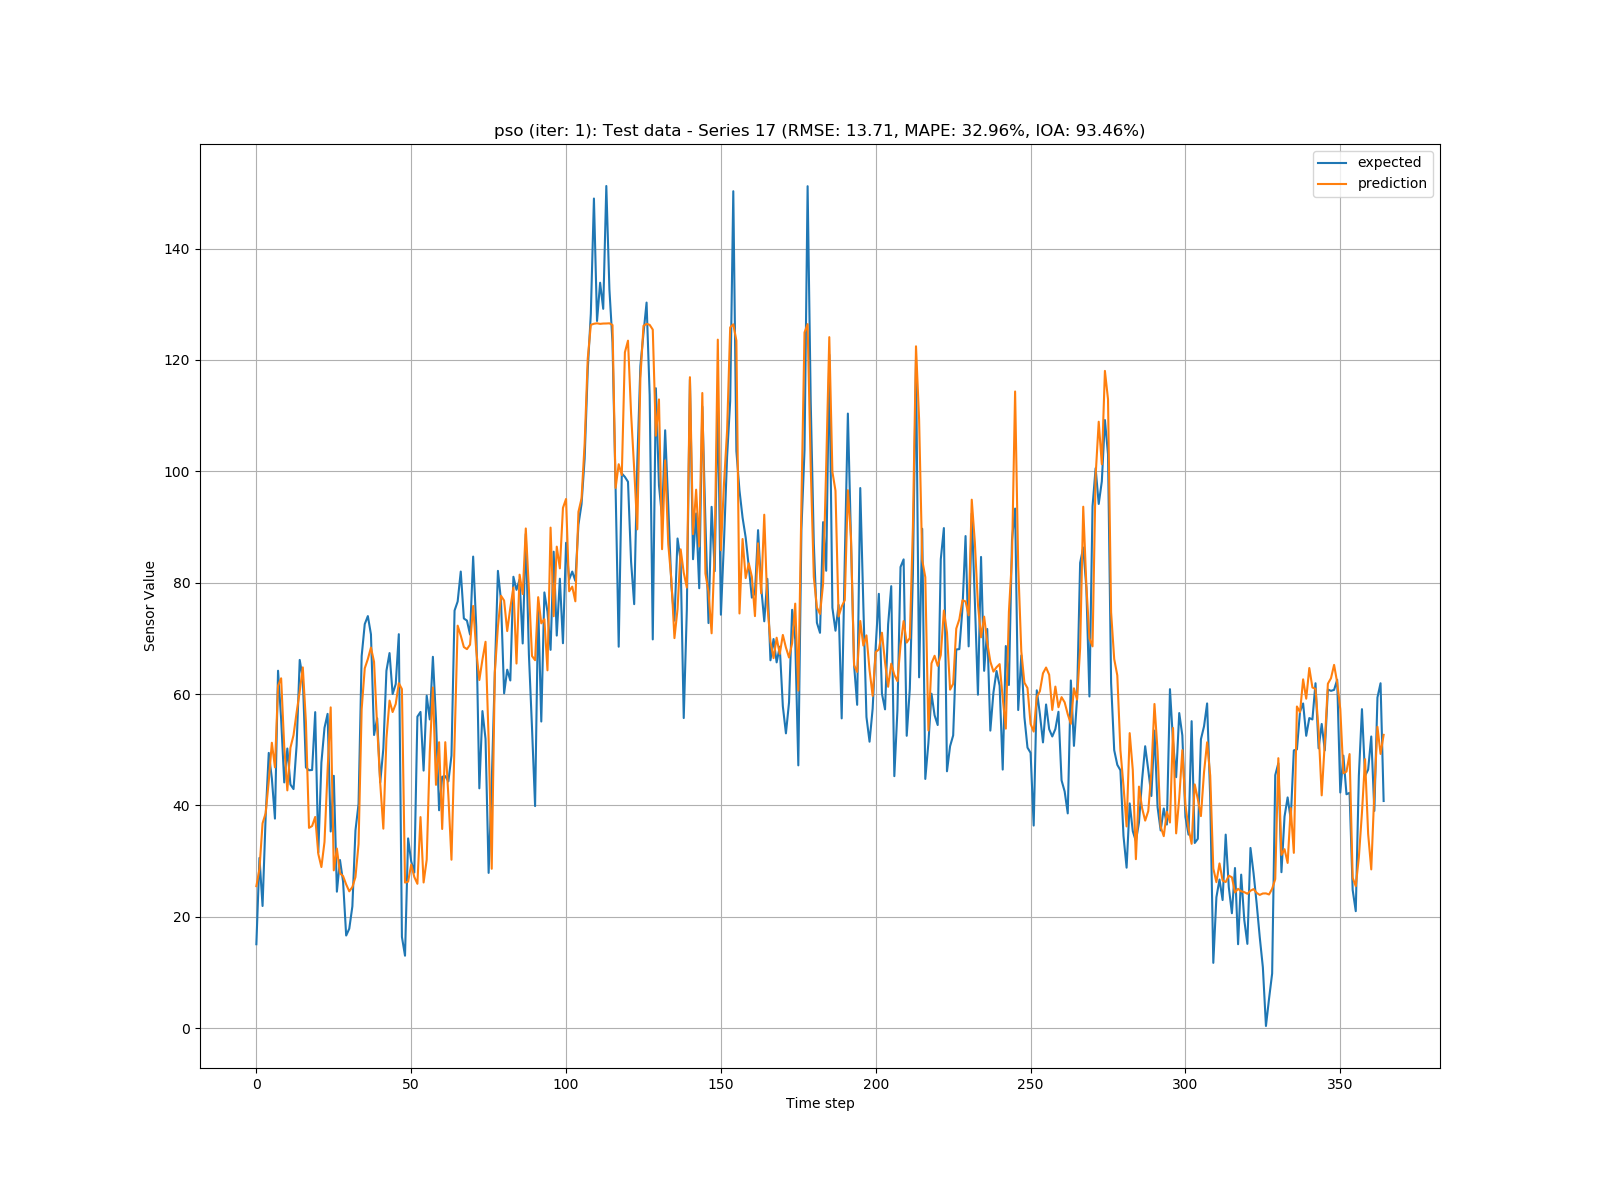 pso (iter: 1): Test data - Series 17 (RMSE: 13.71, MAPE: 32.96%, IOA: 93.46%)
expected
prediction
140
120
100
80
60
40
20
0
Sensor Value
0 50 100 150 200 250 300 350
Time step